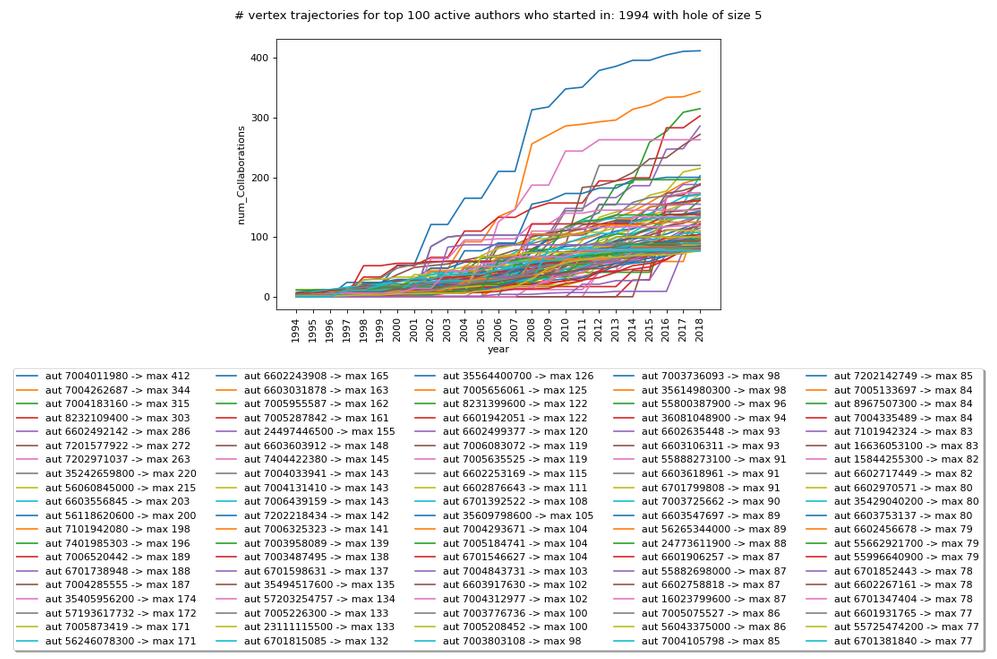 # vertex trajectories for top 100 active authors who started in: 1994 with hole of size 5
400
300
200
100
0
num_Collaborations
1994 1995 1996 1997 1998 1999 2000 2001 2002 2003 2004 2005 2006 2007 2008 2009 2010 2011 2012 2013 2014 2015 2016 2017 2018
year
aut 7004011980 -> max 412
aut 7004262687 -> max 344
aut 7004183160 -> max 315
aut 8232109400 -> max 303
aut 6602492142 -> max 286
aut 7201577922 -> max 272
aut 7202971037 -> max 263
aut 35242659800 -> max 220
aut 56060845000 -> max 215
aut 6603556845 -> max 203
aut 56118620600 -> max 200
aut 7101942080 -> max 198
aut 7401985303 -> max 196
aut 7006520442 -> max 189
aut 6701738948 -> max 188
aut 7004285555 -> max 187
aut 35405956200 -> max 174
aut 57193617732 -> max 172
aut 7005873419 -> max 171
aut 56246078300 -> max 171
aut 6602243908 -> max 165
aut 6603031878 -> max 163
aut 7005955587 -> max 162
aut 7005287842 -> max 161
aut 24497446500 -> max 155
aut 6603603912 -> max 148
aut 7404422380 -> max 145
aut 7004033941 -> max 143
aut 7004131410 -> max 143
aut 7006439159 -> max 143
aut 7202218434 -> max 142
aut 7006325323 -> max 141
aut 7003958089 -> max 139
aut 7003487495 -> max 138
aut 6701598631 -> max 137
aut 35494517600 -> max 135
aut 57203254757 -> max 134
aut 7005226300 -> max 133
aut 23111115500 -> max 133
aut 6701815085 -> max 132
aut 35564400700 -> max 126
aut 7005656061 -> max 125
aut 8231399600 -> max 122
aut 6601942051 -> max 122
aut 6602499377 -> max 120
aut 7006083072 -> max 119
aut 7005635525 -> max 119
aut 6602253169 -> max 115
aut 6602876643 -> max 111
aut 6701392522 -> max 108
aut 35609798600 -> max 105
aut 7004293671 -> max 104
aut 7005184741 -> max 104
aut 6701546627 -> max 104
aut 7004843731 -> max 103
aut 6603917630 -> max 102
aut 7004312977 -> max 102
aut 7003776736 -> max 100
aut 7005208452 -> max 100
aut 7003803108 -> max 98
aut 7003736093 -> max 98
aut 35614980300 -> max 98
aut 55800387900 -> max 96
aut 36081048900 -> max 94
aut 6602635448 -> max 93
aut 6603106311 -> max 93
aut 55888273100 -> max 91
aut 6603618961 -> max 91
aut 6701799808 -> max 91
aut 7003725662 -> max 90
aut 6603547697 -> max 89
aut 56265344000 -> max 89
aut 24773611900 -> max 88
aut 6601906257 -> max 87
aut 55882698000 -> max 87
aut 6602758818 -> max 87
aut 16023799600 -> max 87
aut 7005075527 -> max 86
aut 56043375000 -> max 86
aut 7004105798 -> max 85
aut 7202142749 -> max 85
aut 7005133697 -> max 84
aut 8967507300 -> max 84
aut 7004335489 -> max 84
aut 7101942324 -> max 83
aut 16636053100 -> max 83
aut 15844255300 -> max 82
aut 6602717449 -> max 82
aut 6602970571 -> max 80
aut 35429040200 -> max 80
aut 6603753137 -> max 80
aut 6602456678 -> max 79
aut 55662921700 -> max 79
aut 55996640900 -> max 79
aut 6701852443 -> max 78
aut 6602267161 -> max 78
aut 6701347404 -> max 78
aut 6601931765 -> max 77
aut 55725474200 -> max 77
aut 6701381840 -> max 77